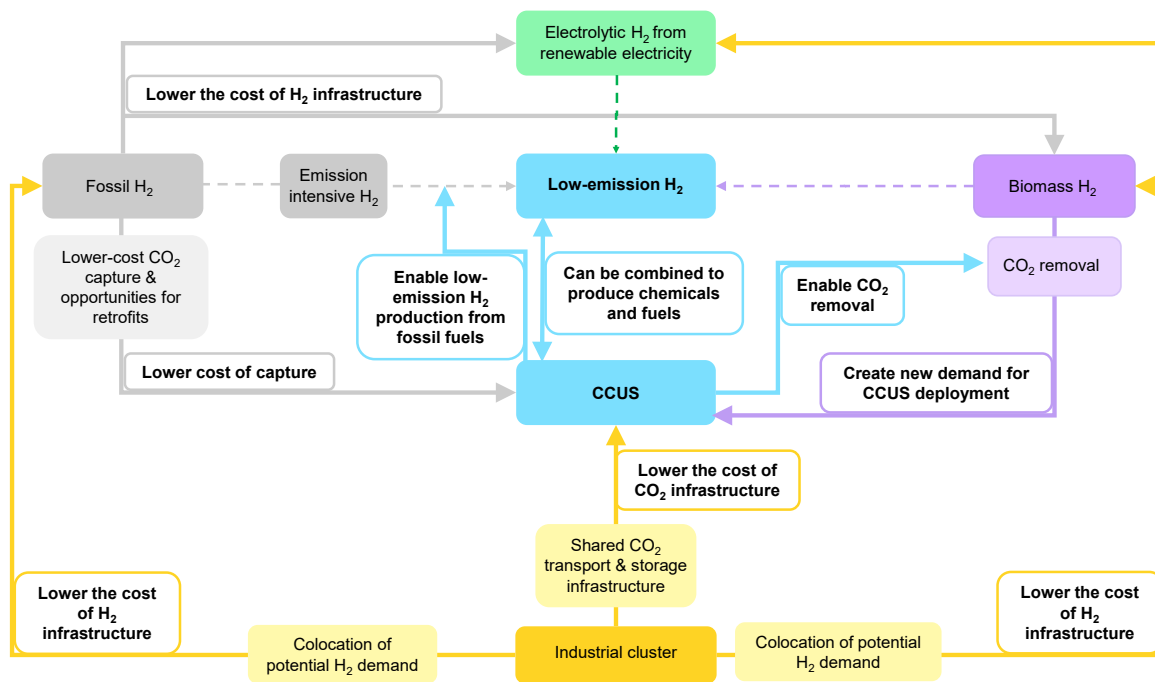 Electrolytic H₂ from
renewable electricity
Lower the cost of H₂ infrastructure
Fossil H₂
Emission
intensive H₂
Low-emission H₂
Biomass H₂
Lower-cost CO₂
capture &
opportunities for
retrofits
Enable low-
emission H₂
production from
fossil fuels
Can be combined to
produce chemicals
and fuels
Enable CO₂
removal
CO₂ removal
Lower cost of capture
CCUS
Create new demand for
CCUS deployment
Lower the cost of
CO₂ infrastructure
Shared CO₂
transport & storage
infrastructure
Lower the cost
of H₂
infrastructure
Lower the cost
of H₂
infrastructure
Colocation of
potential H₂ demand
Industrial cluster
Colocation of potential
H₂ demand